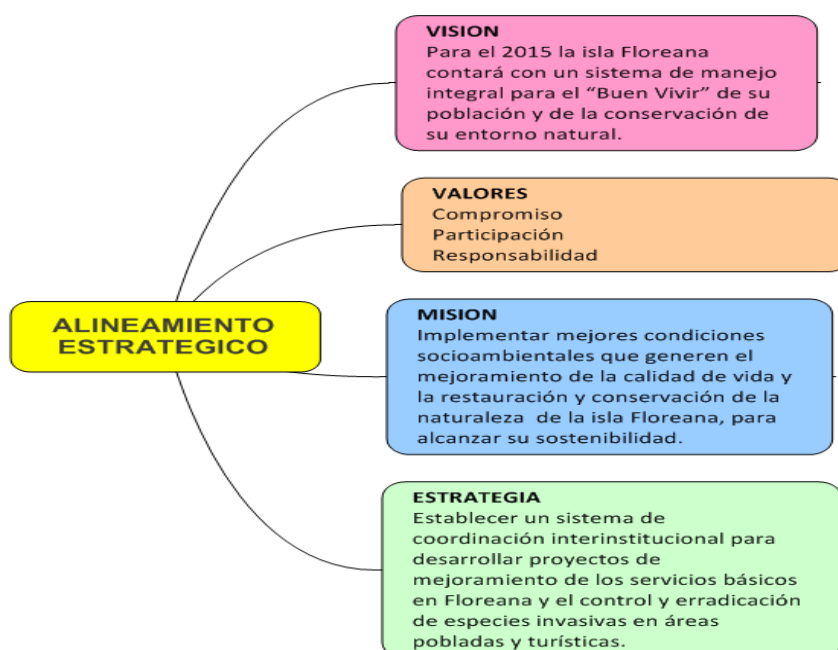 VISION
Para el 2015 la isla Floreana
contará con un sistema de manejo
integral para el “Buen Vivir” de su
población y de la conservación de
su entorno natural.
VALORES
Compromiso
Participación
Responsabilidad
ALINEAMIENTO
ESTRATEGICO
MISION
Implementar mejores condiciones
socioambientales que generen el
mejoramiento de la calidad de vida y
la restauración y conservación de la
naturaleza de la isla Floreana, para
alcanzar su sostenibilidad.
ESTRATEGIA
Establecer un sistema de
coordinación interinstitucional para
desarrollar proyectos de
mejoramiento de los servicios básicos
en Floreana y el control y erradicación
de especies invasivas en áreas
pobladas y turísticas.